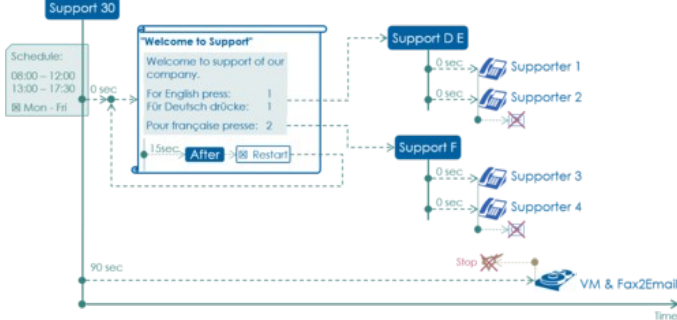 Support 30
Schedule:
08:00 – 12:00
13:00 – 17:30
Mon - Fri
0 sec
"Welcome to Support"
Welcome to support of our
company.
For English press: 1
Für Deutsch drücke: 1
Pour française presse: 2
15sec.
After
Restart
Support D E
0 sec
Supporter 1
0 sec
Supporter 2
Support F
0 sec
Supporter 3
0 sec
Supporter 4
90 sec
Stop
VM & Fax2Email
Time